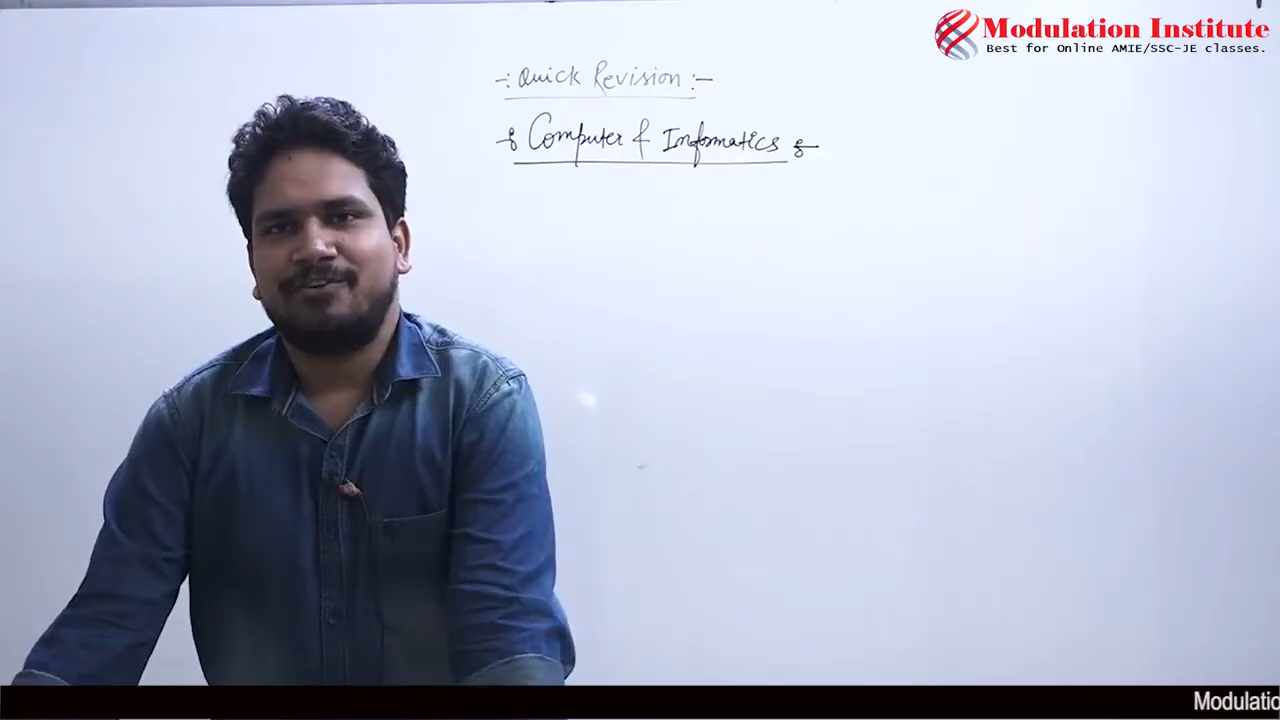 Modulation Institute
Best for Online AMIE/SSC-JE classes.
-: Quick Revision :-
Computer & Informatics
Modulatio